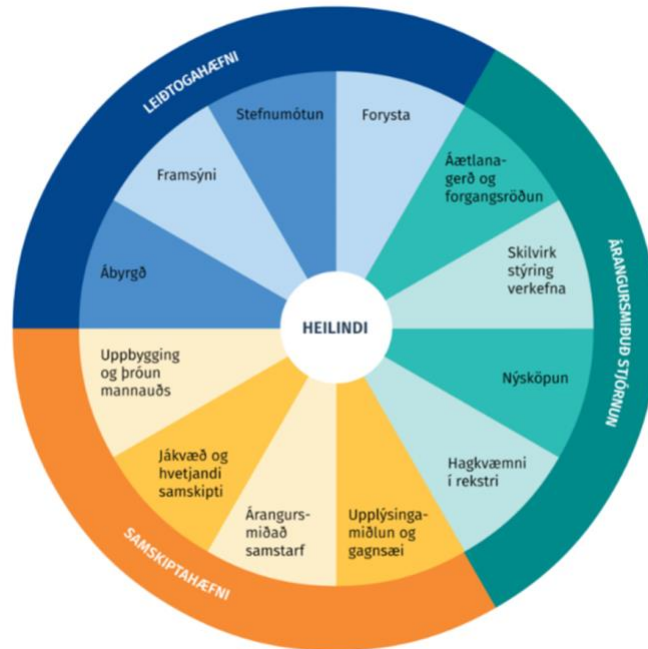 LEIÐTOGAHÆFNI
Stefnumótun
Forysta
Framsýni
Ábyrgð
Áætlana-
gerð og
forgangsröðun
Skilvirk
stýring
verkefna
ÁRANGURSMIÐUÐ STJÓRNUN
HEILINDI
Nýsköpun
Hagkvæmni
í rekstri
Uppbygging
og þróun
mannauðs
Jákvæð og
hvetjandi
samskipti
Árangurs-
miðað
samstarf
Upplýsinga-
miðlun og
gagnsæi
SAMSKIPTAHÆFNI